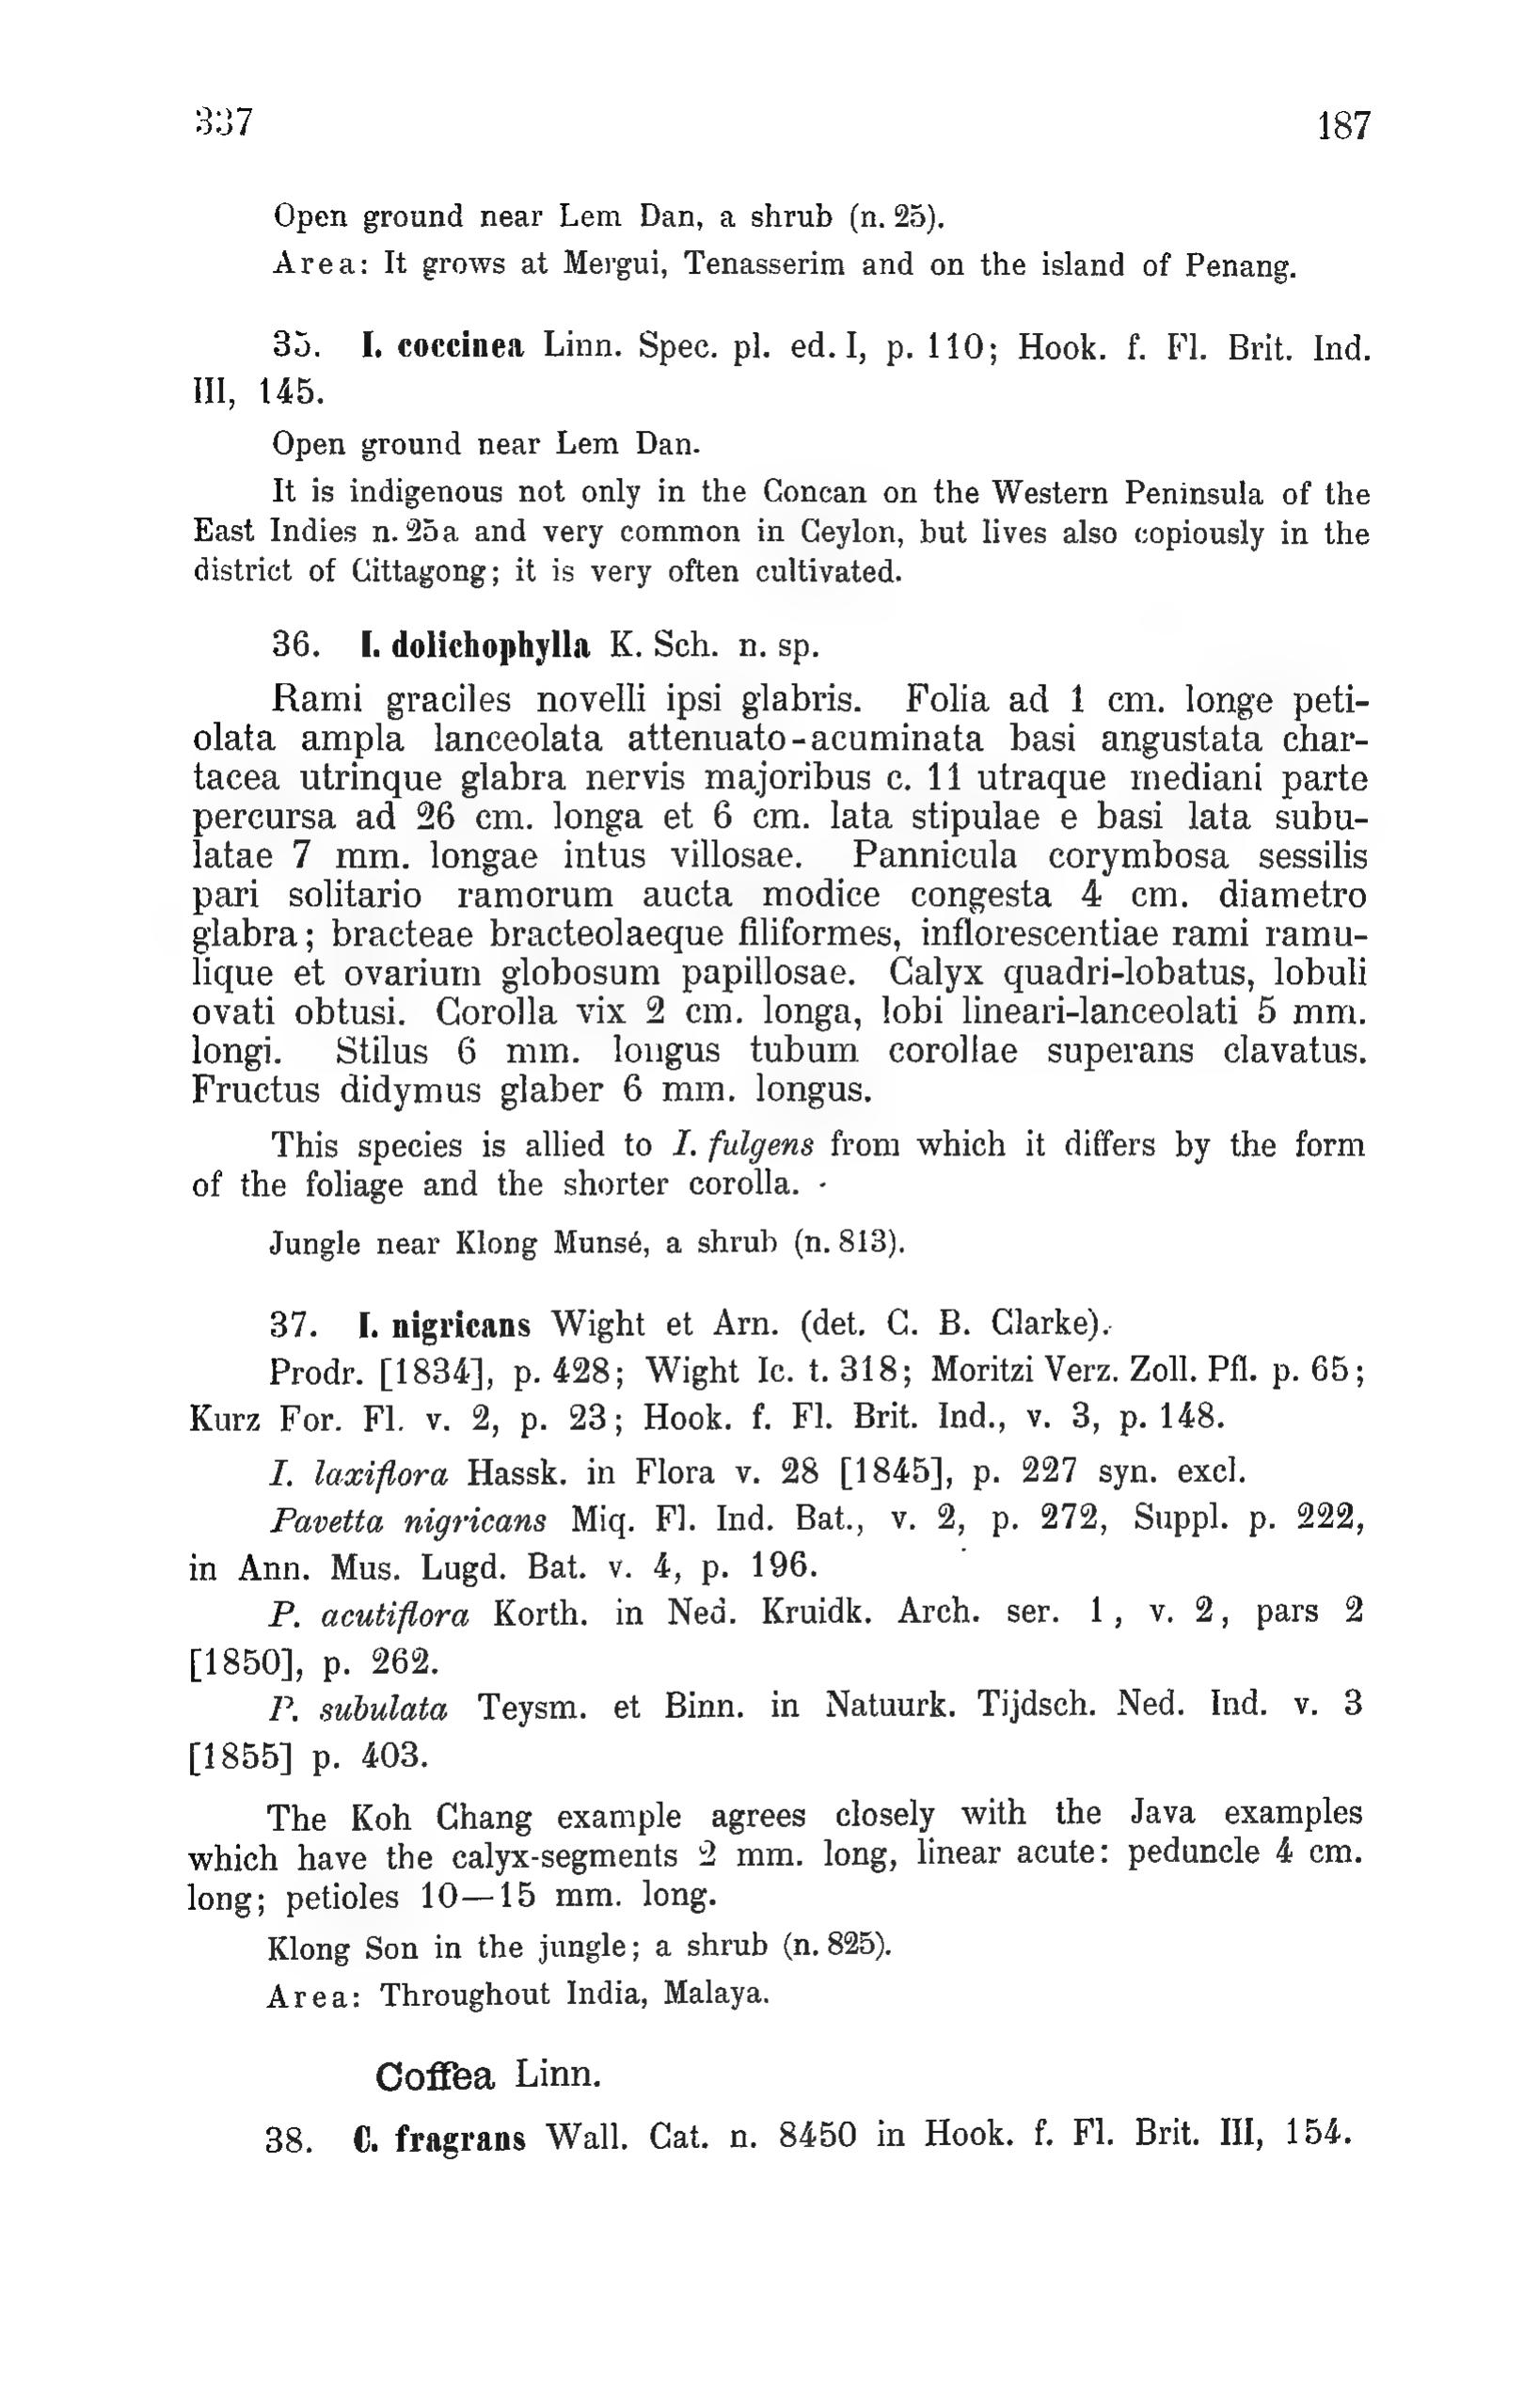 337 187
Open ground near Lem Dan, a shrub (n. 25).
Area: It grows at Mergui, Tenasserim and on the island of Penang.
35. I. coccinea Linn. Spec. pl. ed. I, p. 110; Hook. f. Fl. Brit. Ind.
III, 145.
Open ground near Lem Dan.
It is indigenous not only in the Concan on the Western Peninsula of the
East Indies n. 25a and very common in Ceylon, but lives also copiously in the
district of Cittagong; it is very often cultivated.
36. I. dolichophylla K. Sch. n. sp.
Rami graciles novelli ipsi glabris. Folia ad 1 cm. longe peti-
olata ampla lanceolata attenuato-acuminata basi angustata char-
tacea utrinque glabra nervis majoribus c. 11 utraque mediani parte
percursa ad 26 cm. longa et 6 cm. lata stipulae e basi lata subu-
latae 7 mm. longae intus villosae. Pannicula corymbosa sessilis
pari solitario ramorum aucta modice congesta 4 cm. diametro
glabra; bracteae bracteolaeque filiformes, inflorescentiae rami ramu-
lique et ovarium globosum papillosae. Calyx quadri-lobatus, lobuli
ovati obtusi. Corolla vix 2 cm. longa, lobi lineari-lanceolati 5 mm.
longi. Stilus 6 mm. longus tubum corollae superans clavatus.
Fructus didymus glaber 6 mm. longus.
This species is allied to I. fulgens from which it differs by the form
of the foliage and the shorter corolla.
Jungle near Klong Munsé, a shrub (n. 813).
37. I. nigricans Wight et Arn. (det. C. B. Clarke).
Prodr. [1834], p. 428; Wight Ic. t. 318; Moritzi Verz. Zoll. Pfl. p. 65;
Kurz For. Fl. v. 2, p. 23; Hook. f. Fl. Brit. Ind., v. 3, p. 148.
I. laxiflora Hassk. in Flora v. 28 [1845], p. 227 syn. excl.
Pavetta nigricans Miq. Fl. Ind. Bat., v. 2, p. 272, Suppl. p. 222,
in Ann. Mus. Lugd. Bat. v. 4, p. 196.
P. acutiflora Korth. in Ned. Kruidk. Arch. ser. 1, v. 2, pars 2
[1850], p. 262.
P. subulata Teysm. et Binn. in Natuurk. Tijdsch. Ned. Ind. v. 3
[1855] p. 403.
The Koh Chang example agrees closely with the Java examples
which have the calyx-segments 2 mm. long, linear acute: peduncle 4 cm.
long; petioles 10—15 mm. long.
Klong Son in the jungle; a shrub (n. 825).
Area: Throughout India, Malaya.
Coffea Linn.
38. C. fragrans Wall. Cat. n. 8450 in Hook. f. Fl. Brit. III, 154.